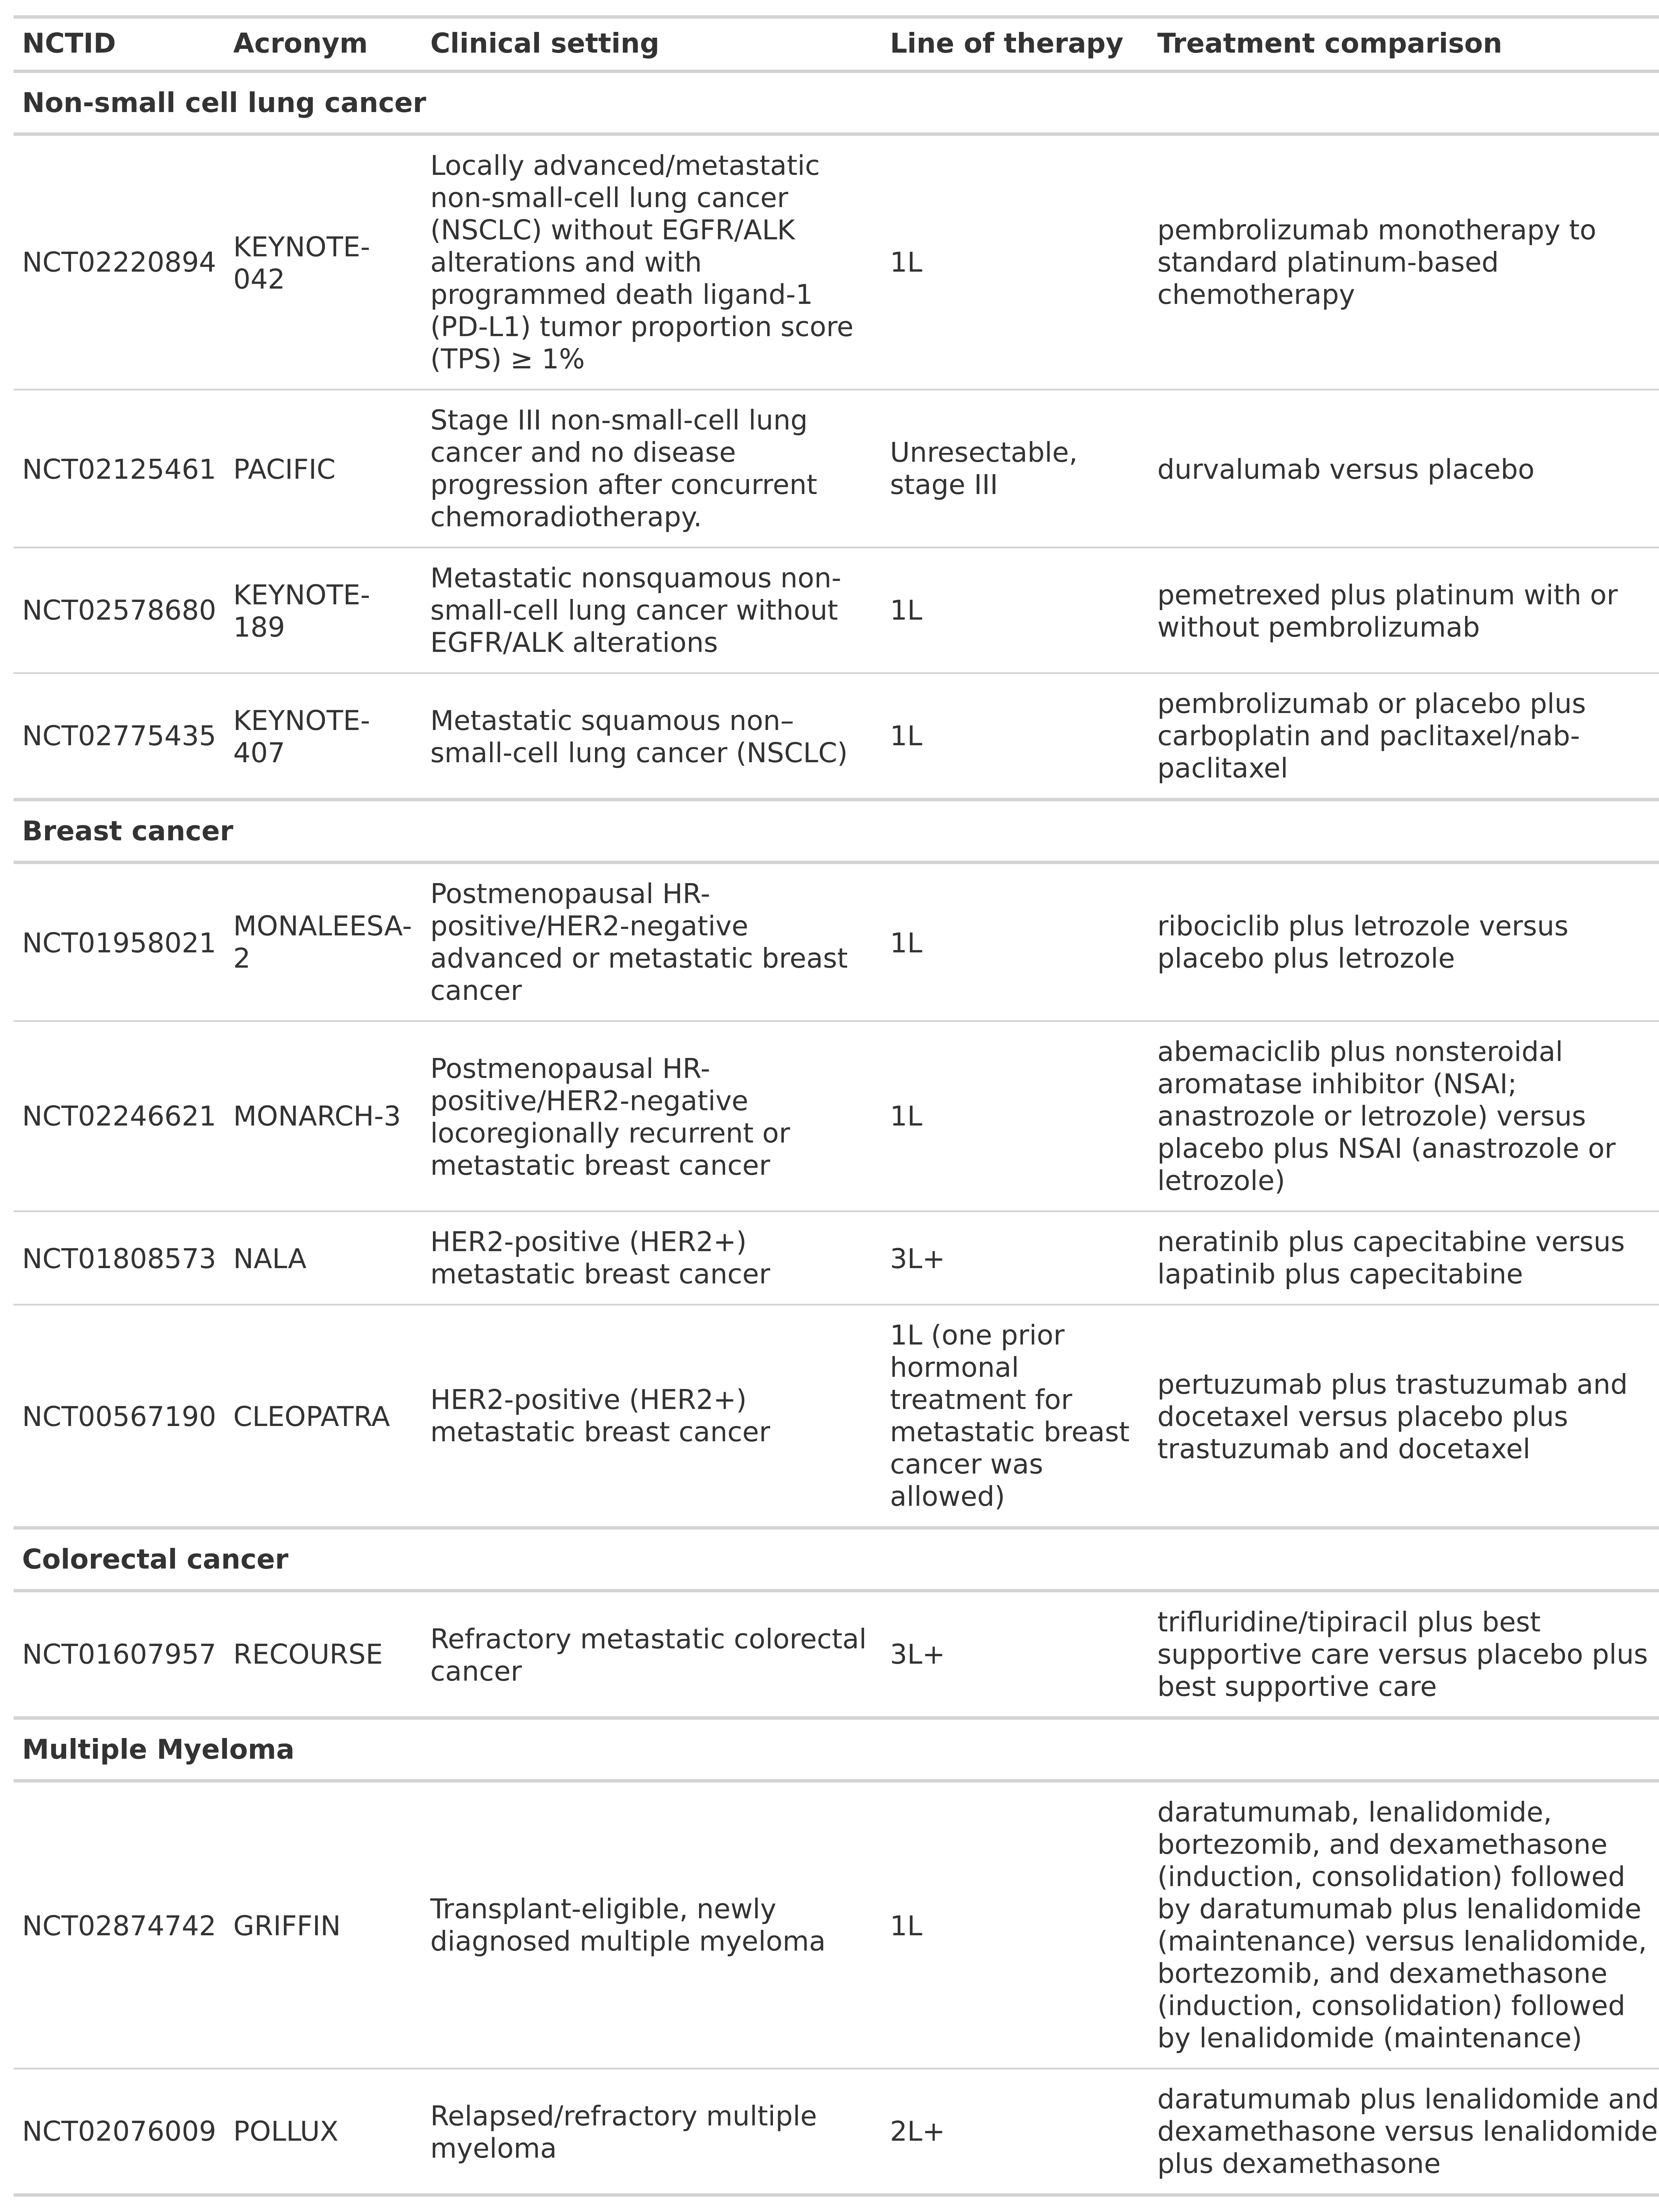 NCTID Acronym Clinical setting Line of therapy Treatment comparison
Non-small cell lung cancer
NCT02220894
KEYNOTE-
042
Locally advanced/metastatic
non-small-cell lung cancer
(NSCLC) without EGFR/ALK
alterations and with
programmed death ligand-1
(PD-L1) tumor proportion score
(TPS) ≥ 1%
1L
pembrolizumab monotherapy to
standard platinum-based
chemotherapy
NCT02125461
PACIFIC
Stage III non-small-cell lung
cancer and no disease
progression after concurrent
chemoradiotherapy.
Unresectable,
stage III
durvalumab versus placebo
NCT02578680
KEYNOTE-
189
Metastatic nonsquamous non-
small-cell lung cancer without
EGFR/ALK alterations
1L
pemetrexed plus platinum with or
without pembrolizumab
NCT02775435
KEYNOTE-
407
Metastatic squamous non–
small-cell lung cancer (NSCLC)
1L
pembrolizumab or placebo plus
carboplatin and paclitaxel/nab-
paclitaxel
Breast cancer
NCT01958021
MONALEESA-
2
Postmenopausal HR-
positive/HER2-negative
advanced or metastatic breast
cancer
1L
ribociclib plus letrozole versus
placebo plus letrozole
NCT02246621
MONARCH-3
Postmenopausal HR-
positive/HER2-negative
locoregionally recurrent or
metastatic breast cancer
1L
abemaciclib plus nonsteroidal
aromatase inhibitor (NSAI;
anastrozole or letrozole) versus
placebo plus NSAI (anastrozole or
letrozole)
NCT01808573
NALA
HER2-positive (HER2+)
metastatic breast cancer
3L+
neratinib plus capecitabine versus
lapatinib plus capecitabine
NCT00567190
CLEOPATRA
HER2-positive (HER2+)
metastatic breast cancer
1L (one prior
hormonal
treatment for
metastatic breast
cancer was
allowed)
pertuzumab plus trastuzumab and
docetaxel versus placebo plus
trastuzumab and docetaxel
Colorectal cancer
NCT01607957
RECOURSE
Refractory metastatic colorectal
cancer
3L+
trifluridine/tipiracil plus best
supportive care versus placebo plus
best supportive care
Multiple Myeloma
NCT02874742
GRIFFIN
Transplant-eligible, newly
diagnosed multiple myeloma
1L
daratumumab, lenalidomide,
bortezomib, and dexamethasone
(induction, consolidation) followed
by daratumumab plus lenalidomide
(maintenance) versus lenalidomide,
bortezomib, and dexamethasone
(induction, consolidation) followed
by lenalidomide (maintenance)
NCT02076009
POLLUX
Relapsed/refractory multiple
myeloma
2L+
daratumumab plus lenalidomide and
dexamethasone versus lenalidomide
plus dexamethasone